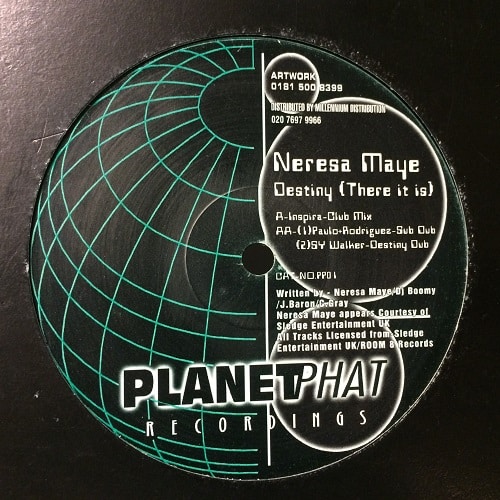 ARTWORK
0181 500 6399
DISTRIBUTED BY MILLENNIUM DISTRIBUTION
020 7697 9966
Neresa Maye
Destiny (There it is)
A-Inspira-Club Mix
AA-(1)Paulo-Rodriguez-Sub Dub
(2)SY Walker-Destiny Dub
CAT-NO.PP01
Written by - Neresa Maye/Dj Boomy
/J.Baron/C.Gray
Neresa Maye appears Courtesy of
Sledge Entertainment UK
All Tracks Licensed from Sledge
Entertainment UK/ROOM 8 Records
PLANET PHAT
RECORDINGS